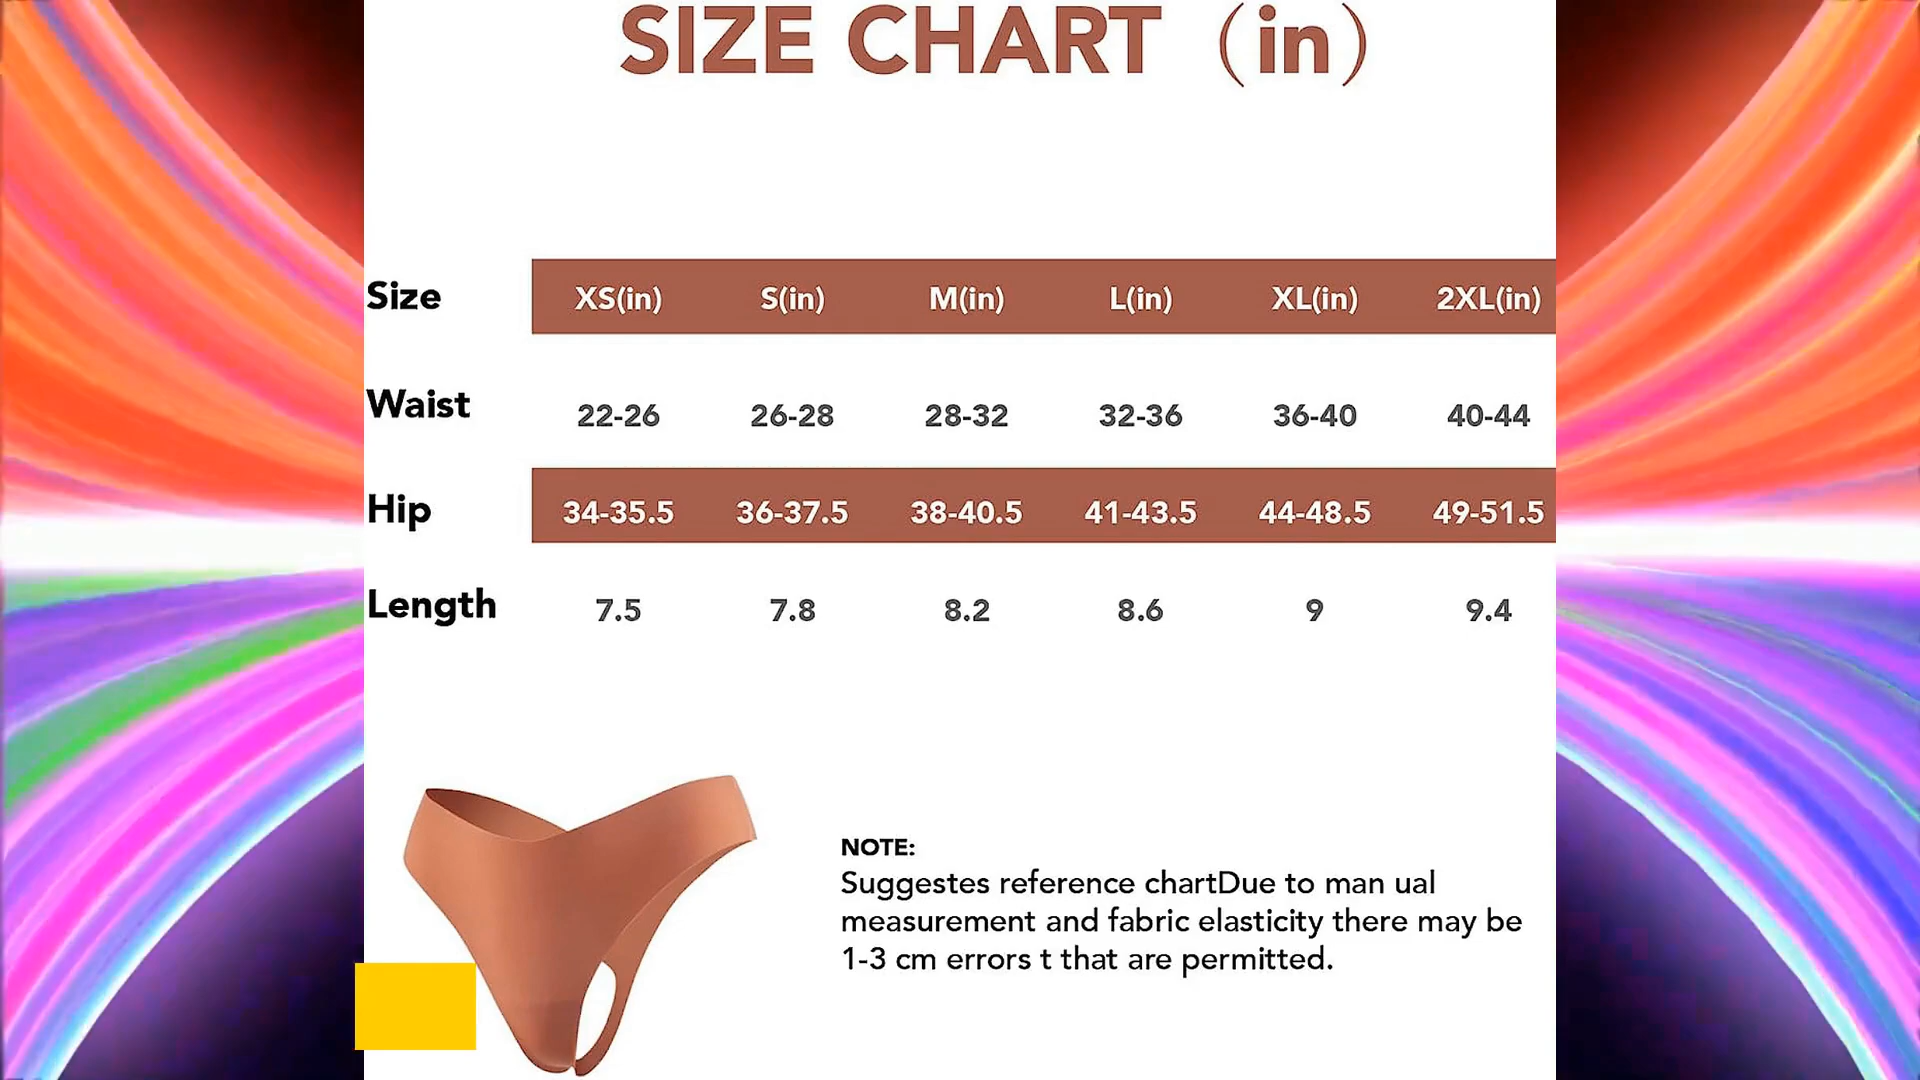 SIZE CHART（in）
Size XS(in) S(in) M(in) L(in) XL(in) 2XL(in)
Waist 22-26 26-28 28-32 32-36 36-40 40-44
Hip 34-35.5 36-37.5 38-40.5 41-43.5 44-48.5 49-51.5
Length 7.5 7.8 8.2 8.6 9 9.4
NOTE:
Suggestes reference chartDue to man ual
measurement and fabric elasticity there may be
1-3 cm errors t that are permitted.